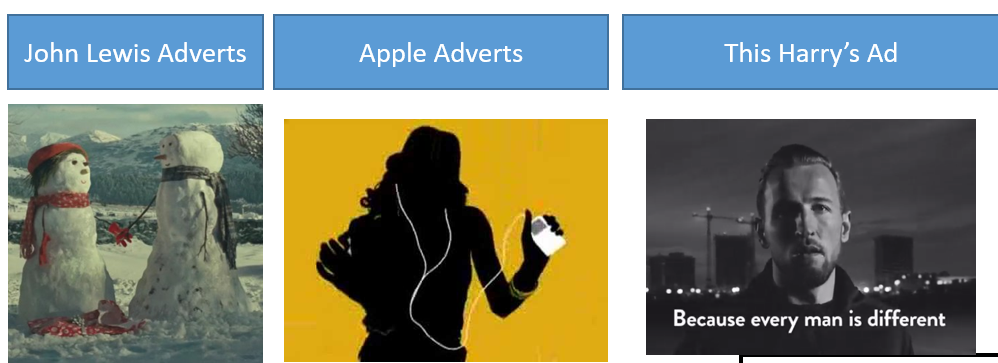 John Lewis Adverts
Apple Adverts
This Harry’s Ad
Because every man is different